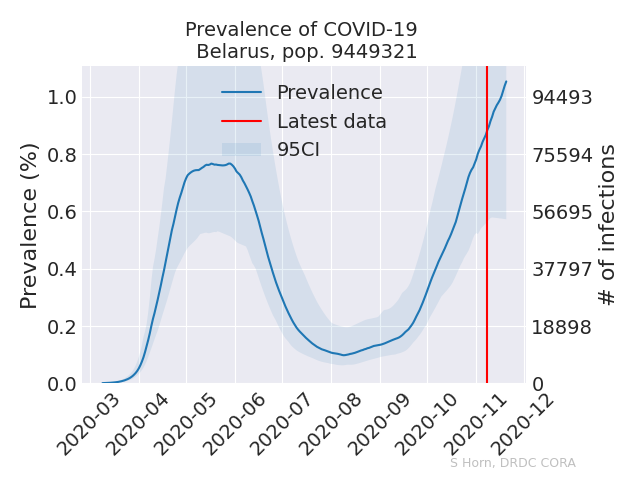 Prevalence of COVID-19
Belarus, pop. 9449321
Prevalence
Latest data
95CI
Prevalence (%)
1.0
0.8
0.6
0.4
0.2
0.0
94493
75594
56695
37797
18898
0
# of infections
2020-03
2020-04
2020-05
2020-06
2020-07
2020-08
2020-09
2020-10
2020-11
2020-12
S Horn, DRDC CORA